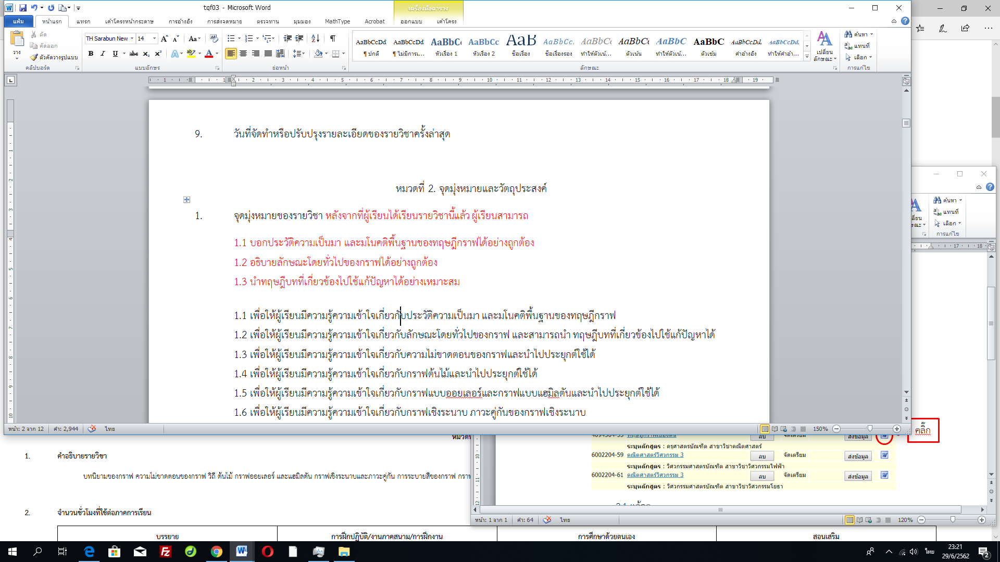 tqf03 - Microsoft Word
เครื่องมือตาราง
แฟ้ม หน้าแรก แทรก เค้าโครงหน้ากระดาษ การอ้างอิง การส่งจดหมาย ตรวจทาน มุมมอง MathType Acrobat ออกแบบ เค้าโครง
วาง ตัด คัดลอก ตัวคัดวางรูปแบบ
TH Sarabun New 14
¶ ปกติ ¶ ไม่มีการเ... หัวเรื่อง 1 หัวเรื่อง 2 ชื่อเรื่อง ชื่อเรื่องรอง ทำให้ตัวเน้... ตัวเน้น ทำให้ตัวเน้... ตัวเข้ม คำอ้างอิง ทำให้คำอ้า...
เปลี่ยนลักษณะ ค้นหา แทนที่ เลือก
คลิปบอร์ด แบบอักษร ย่อหน้า ลักษณะ การแก้ไข
9. วันที่จัดทำหรือปรับปรุงรายละเอียดของรายวิชาครั้งล่าสุด
หมวดที่ 2. จุดมุ่งหมายและวัตถุประสงค์
1. จุดมุ่งหมายของรายวิชา หลังจากที่ผู้เรียนได้เรียนรายวิชานี้แล้ว ผู้เรียนสามารถ
1.1 บอกประวัติความเป็นมา และมโนคติพื้นฐานของทฤษฎีกราฟได้อย่างถูกต้อง
1.2 อธิบายลักษณะโดยทั่วไปของกราฟได้อย่างถูกต้อง
1.3 นำทฤษฎีบทที่เกี่ยวข้องไปใช้แก้ปัญหาได้อย่างเหมาะสม
1.1 เพื่อให้ผู้เรียนมีความรู้ความเข้าใจเกี่ยวกับประวัติความเป็นมา และมโนคติพื้นฐานของทฤษฎีกราฟ
1.2 เพื่อให้ผู้เรียนมีความรู้ความเข้าใจเกี่ยวกับลักษณะโดยทั่วไปของกราฟ และสามารถนำ ทฤษฎีบทที่เกี่ยวข้องไปใช้แก้ปัญหาได้
1.3 เพื่อให้ผู้เรียนมีความรู้ความเข้าใจเกี่ยวกับความไม่ขาดตอนของกราฟและนำไปประยุกต์ใช้ได้
1.4 เพื่อให้ผู้เรียนมีความรู้ความเข้าใจเกี่ยวกับกราฟต้นไม้และนำไปประยุกต์ใช้ได้
1.5 เพื่อให้ผู้เรียนมีความรู้ความเข้าใจเกี่ยวกับกราฟแบบออยเลอร์และกราฟแบบแฮมิลตันและนำไปประยุกต์ใช้ได้
1.6 เพื่อให้ผู้เรียนมีความรู้ความเข้าใจเกี่ยวกับกราฟเชิงระนาบ ภาวะคู่กันของกราฟเชิงระนาบ
หน้า: 2 จาก 12 คำ: 2,944 ไทย 150%
ค้นหา
แทนที่
เลือก
การแก้ไข
คลิ๊ก
ลบ จัดเตรียม ส่งข้อมูล
ระบุหลักสูตร : ครุศาสตรบัณฑิต สาขาวิชาคณิตศาสตร์
6002204-59 คณิตศาสตร์วิศวกรรม 3 ลบ จัดเตรียม ส่งข้อมูล
ระบุหลักสูตร : วิศวกรรมศาสตรบัณฑิต สาขาวิชาวิศวกรรมไฟฟ้า
6002204-61 คณิตศาสตร์วิศวกรรม 3 ลบ จัดเตรียม ส่งข้อมูล
ระบุหลักสูตร : วิศวกรรมศาสตรบัณฑิต สาขาวิชาวิศวกรรมโยธา
หน้า: 1 จาก 1 คำ: 64 ไทย 120%
1. คำอธิบายรายวิชา
บทนิยามของกราฟ ความไม่ขาดตอนของกราฟ วิถี ต้นไม้ กราฟออยเลอร์ และแฮมิลตัน กราฟเชิงระนาบและภาวะคู่กัน การระบายสีของกราฟ
2. จำนวนชั่วโมงที่ใช้ต่อภาคการเรียน
บรรยาย การฝึกปฏิบัติ/งานภาคสนาม/การฝึกงาน การศึกษาด้วยตนเอง สอนเสริม
ไทย 23:21
29/6/2562 2